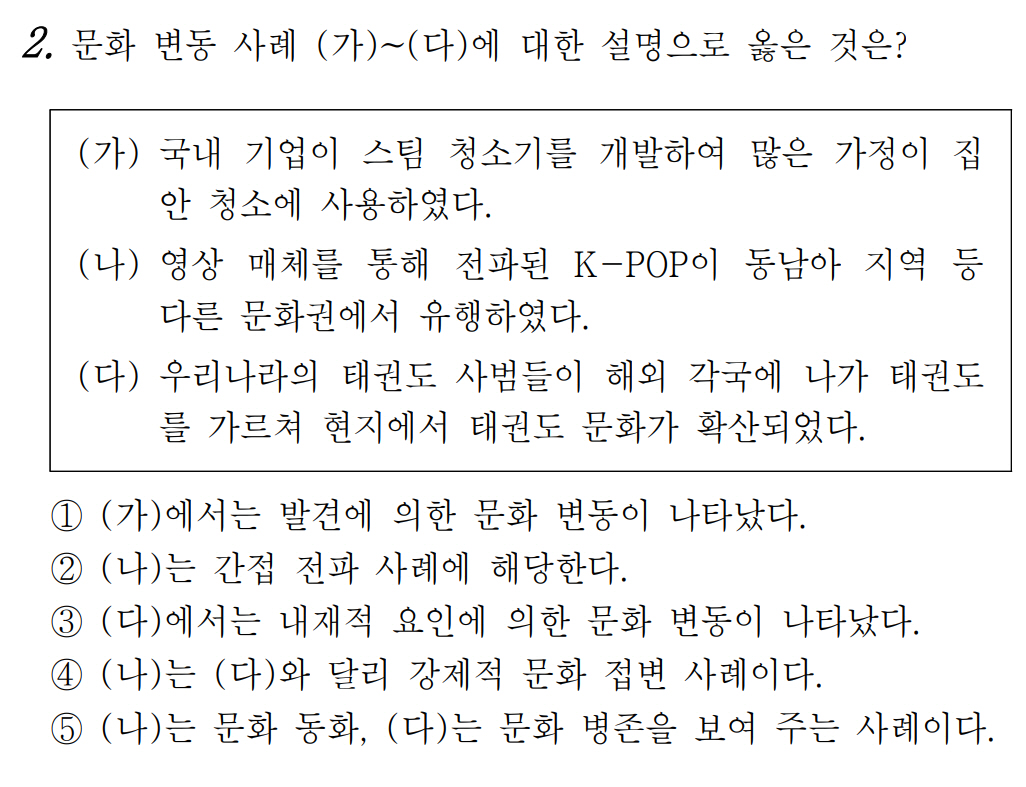 2. 문화 변동 사례 (가)~(다)에 대한 설명으로 옳은 것은?
(가) 국내 기업이 스팀 청소기를 개발하여 많은 가정이 집
안 청소에 사용하였다.
(나) 영상 매체를 통해 전파된 K-POP이 동남아 지역 등
다른 문화권에서 유행하였다.
(다) 우리나라의 태권도 사범들이 해외 각국에 나가 태권도
를 가르쳐 현지에서 태권도 문화가 확산되었다.
① (가)에서는 발견에 의한 문화 변동이 나타났다.
② (나)는 간접 전파 사례에 해당한다.
③ (다)에서는 내재적 요인에 의한 문화 변동이 나타났다.
④ (나)는 (다)와 달리 강제적 문화 접변 사례이다.
⑤ (나)는 문화 동화, (다)는 문화 병존을 보여 주는 사례이다.